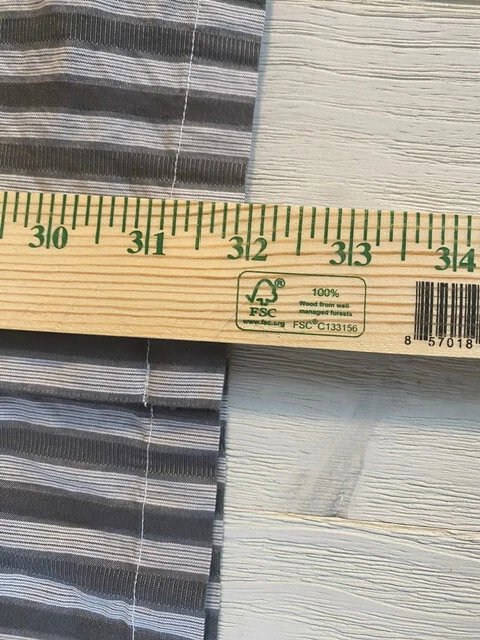 30 31 32 33 34
FSC®
www.fsc.org
100%
Wood from well-
managed forests
FSC® C133156
8 57018